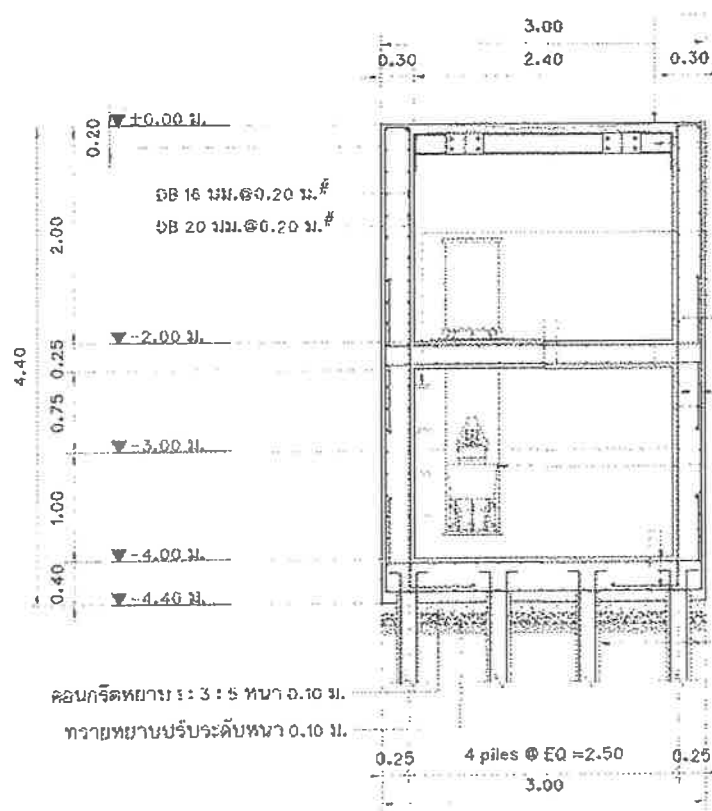 3.00
0.30 2.40 0.30
±0.00 ม.
0.20
DB 16 มม.@0.20 ม.#
DB 20 มม.@0.20 ม.#
2.00
-2.00 ม.
0.25
4.40
0.75
-3.00 ม.
1.00
-4.00 ม.
0.40
-4.40 ม.
คอนกรีตหยาบ 1 : 3 : 5 หนา 0.10 ม.
ทรายหยาบปรับระดับหนา 0.10 ม.
0.25 4 piles @ EQ =2.50 0.25
3.00